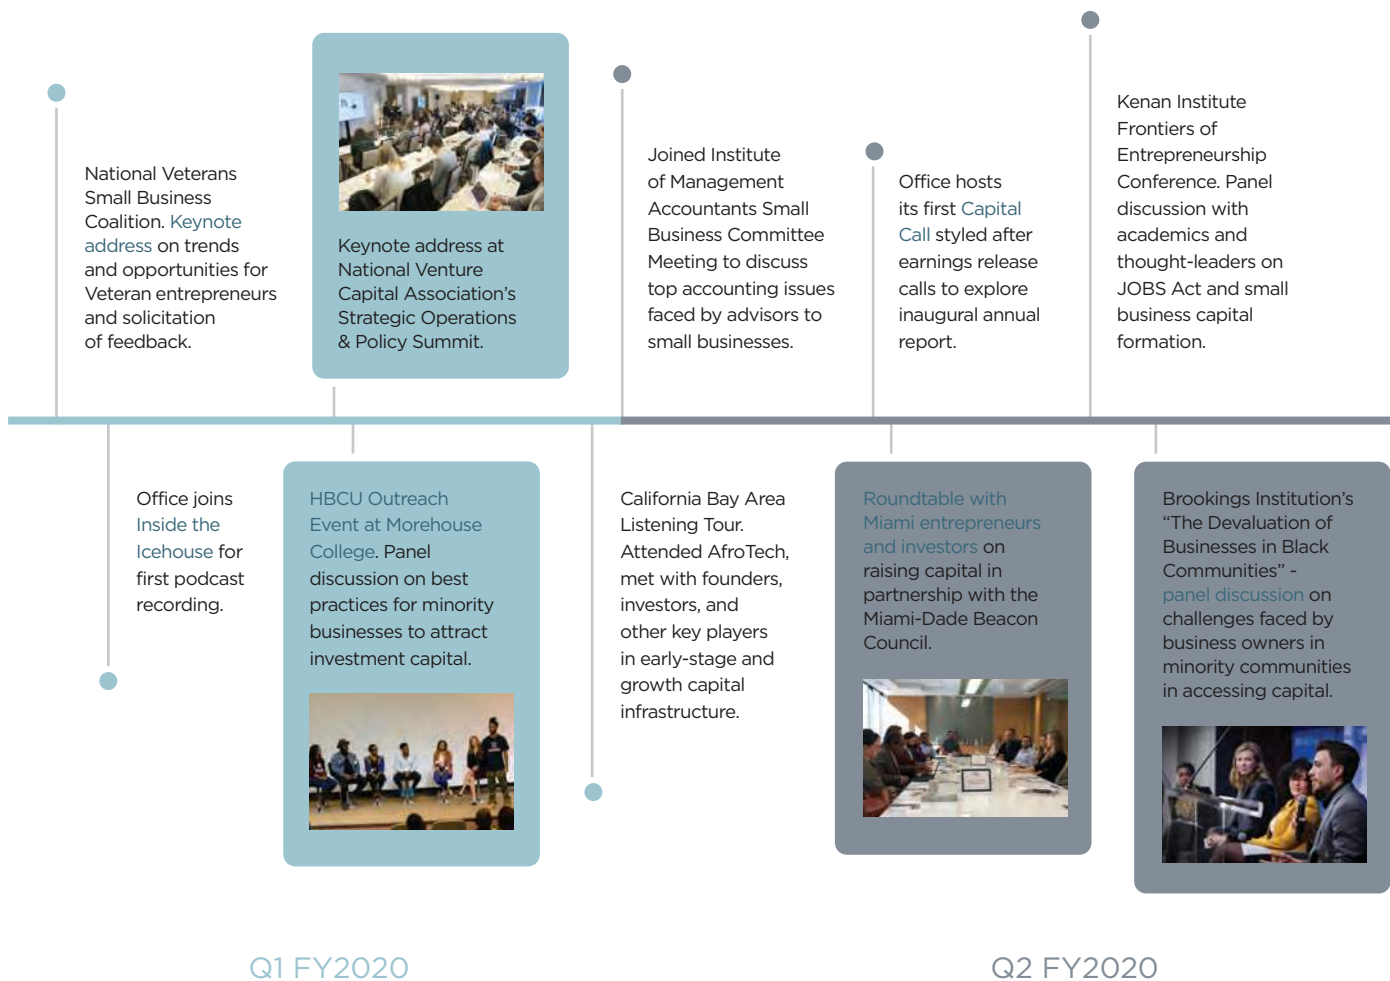 National Veterans
Small Business
Coalition. Keynote
address on trends
and opportunities for
Veteran entrepreneurs
and solicitation
of feedback.
Keynote address at
National Venture
Capital Association's
Strategic Operations
& Policy Summit.
Joined Institute
of Management
Accountants Small
Business Committee
Meeting to discuss
top accounting issues
faced by advisors to
small businesses.
Office hosts
its first Capital
Call styled after
earnings release
calls to explore
inaugural annual
report.
Kenan Institute
Frontiers of
Entrepreneurship
Conference. Panel
discussion with
academics and
thought-leaders on
JOBS Act and small
business capital
formation.
Office joins
Inside the
Icehouse for
first podcast
recording.
HBCU Outreach
Event at Morehouse
College. Panel
discussion on best
practices for minority
businesses to attract
investment capital.
California Bay Area
Listening Tour.
Attended AfroTech,
met with founders,
investors, and
other key players
in early-stage and
growth capital
infrastructure.
Roundtable with
Miami entrepreneurs
and investors on
raising capital in
partnership with the
Miami-Dade Beacon
Council.
Brookings Institution's
“The Devaluation of
Businesses in Black
Communities” -
panel discussion on
challenges faced by
business owners in
minority communities
in accessing capital.
Q1 FY2020
Q2 FY2020